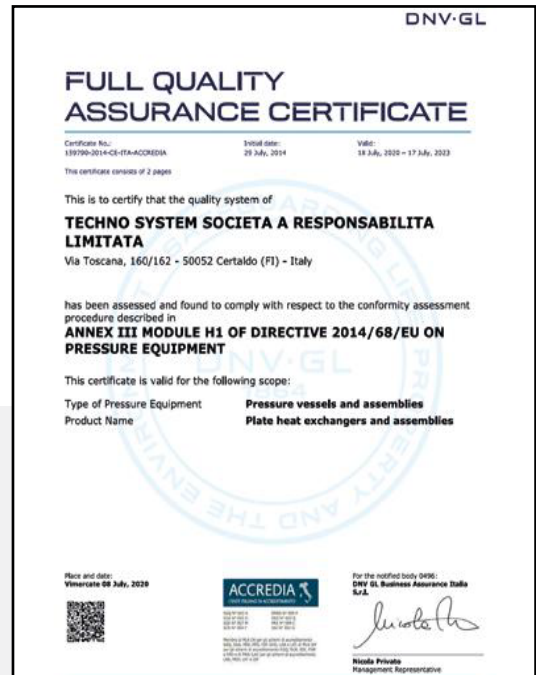 DNV·GL
FULL QUALITY
ASSURANCE CERTIFICATE
Certificate No.:
Initial date:
Valid:
139790-2014-CE-ITA-ACCREDIA
29 July, 2014
18 July, 2020 – 17 July, 2023
This certificate consists of 2 pages
This is to certify that the quality system of
TECHNO SYSTEM SOCIETA A RESPONSABILITA
LIMITATA
Via Toscana, 160/162 - 50052 Certaldo (FI) - Italy
has been assessed and found to comply with respect to the conformity assessment
procedure described in
ANNEX III MODULE H1 OF DIRECTIVE 2014/68/EU ON
PRESSURE EQUIPMENT
DNV·GL
1864
This certificate is valid for the following scope:
Type of Pressure Equipment Pressure vessels and assemblies
Product Name Plate heat exchangers and assemblies
Place and date:
Vimercate 08 July, 2020
ACCREDIA
For the notified body 0496:
DNV GL Business Assurance Italia
S.r.l.
Nicola Privato
Management Representative